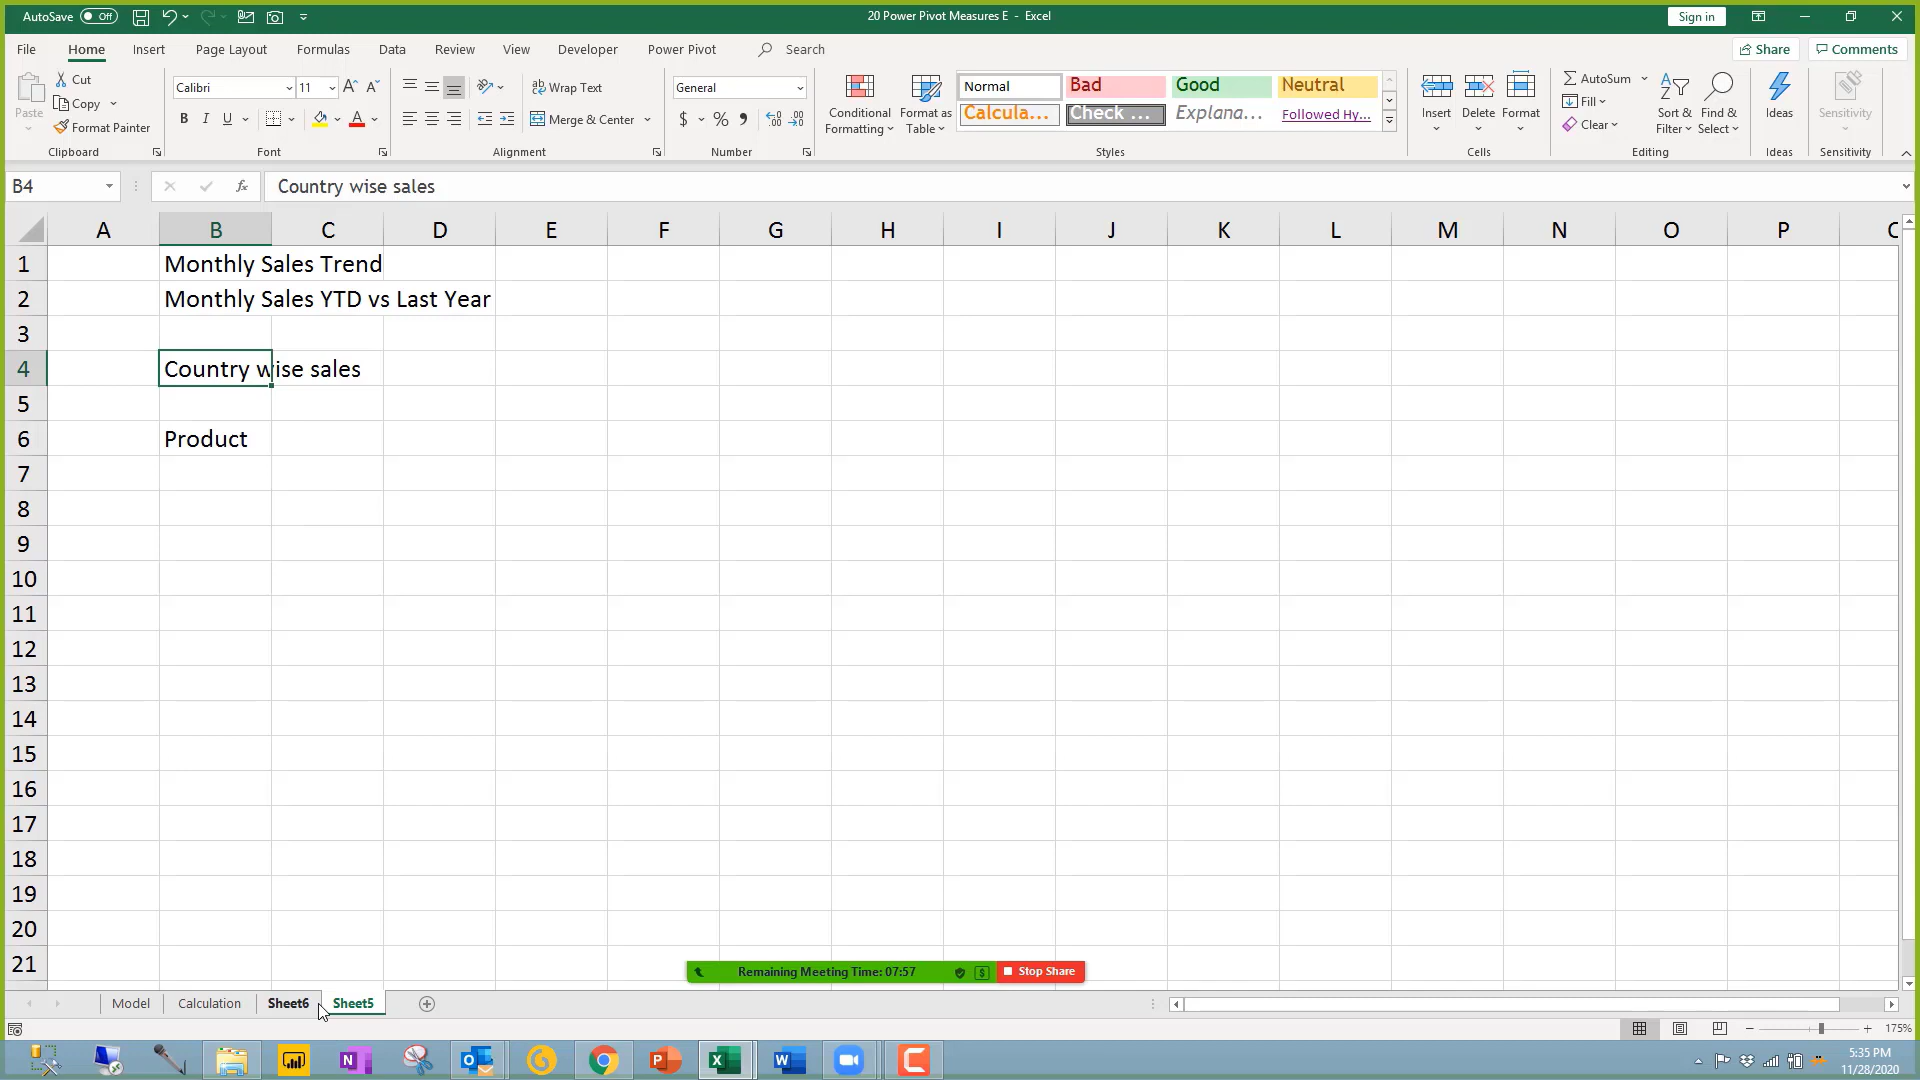 AutoSave Off
20 Power Pivot Measures E - Excel
Sign in
File Home Insert Page Layout Formulas Data Review View Developer Power Pivot Search
Share Comments
Paste
Cut
Copy
Format Painter
Clipboard
Calibri 11
B I U
Font
Wrap Text
Merge & Center
Alignment
General
$ % ,
Number
Conditional Formatting
Format as Table
Normal Bad Good Neutral
Calcula... Check ... Explana... Followed Hy...
Styles
Insert Delete Format
Cells
AutoSum
Fill
Clear
Sort & Filter
Find & Select
Editing
Ideas
Ideas
Sensitivity
Sensitivity
B4
fx
Country wise sales
A B C D E F G H I J K L M N O P
1 Monthly Sales Trend
2 Monthly Sales YTD vs Last Year
3
4 Country wise sales
5
6 Product
7
8
9
10
11
12
13
14
15
16
17
18
19
20
21
Remaining Meeting Time: 07:57 Stop Share
Model Calculation Sheet6 Sheet5
175%
5:35 PM
11/28/2020